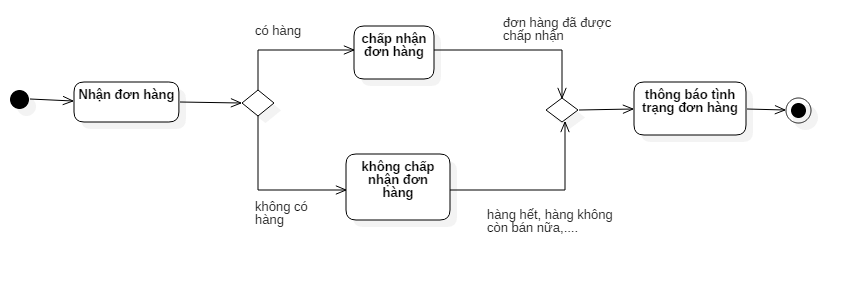 có hàng
chấp nhận
đơn hàng
đơn hàng đã được
chấp nhận
Nhận đơn hàng
thông báo tình
trạng đơn hàng
không chấp
nhận đơn
hàng
không có
hàng
hàng hết, hàng không
còn bán nữa,....